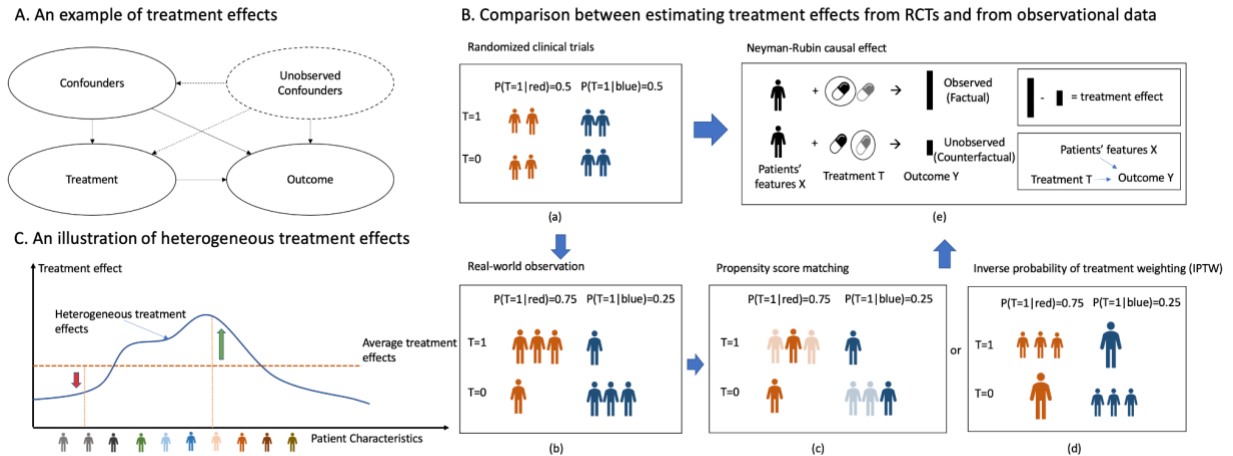 A. An example of treatment effects
Confounders
Unobserved
Confounders
Treatment
Outcome
B. Comparison between estimating treatment effects from RCTs and from observational data
Randomized clinical trials
P(T=1|red)=0.5 P(T=1|blue)=0.5
T=1
T=0
(a)
Neyman-Rubin causal effect
+
→
Observed
(Factual)
+
→
Unobserved
(Counterfactual)
Patients’
features X
Treatment T
Outcome Y
- = treatment effect
Patients’ features X
Treatment T
Outcome Y
(e)
C. An illustration of heterogeneous treatment effects
Treatment effect
Heterogeneous treatment
effects
Average treatment
effects
Patient Characteristics
Real-world observation
P(T=1|red)=0.75 P(T=1|blue)=0.25
T=1
T=0
(b)
Propensity score matching
P(T=1|red)=0.75 P(T=1|blue)=0.25
T=1
T=0
(c)
or
Inverse probability of treatment weighting (IPTW)
P(T=1|red)=0.75 P(T=1|blue)=0.25
T=1
T=0
(d)